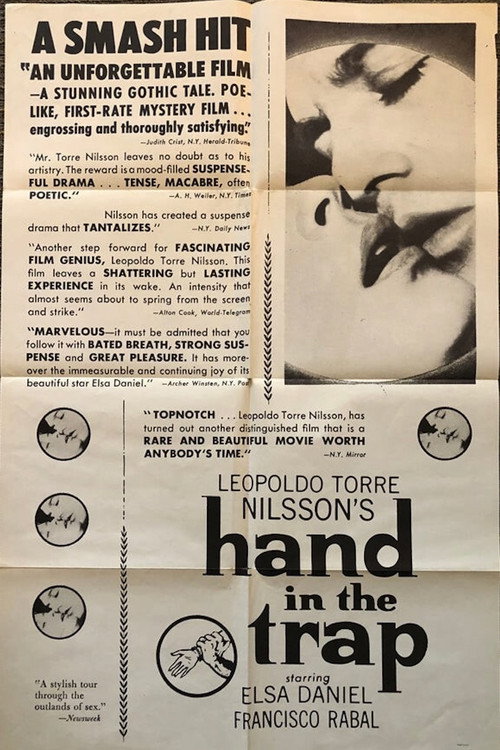 A SMASH HIT
"AN UNFORGETTABLE FILM
—A STUNNING GOTHIC TALE. POE-
LIKE, FIRST-RATE MYSTERY FILM ...
engrossing and thoroughly satisfying."
—Judith Crist, N.Y. Herald-Tribune
"Mr. Torre Nilsson leaves no doubt as to his
artistry. The reward is a mood-filled SUSPENSE-
FUL DRAMA . . . TENSE, MACABRE, often
POETIC." —A. H. Weiler, N.Y. Times
Nilsson has created a suspense
drama that TANTALIZES." —N.Y. Daily News
"Another step forward for FASCINATING
FILM GENIUS, Leopoldo Torre Nilsson. This
film leaves a SHATTERING but LASTING
EXPERIENCE in its wake. An intensity that
almost seems about to spring from the screen
and strike." —Alton Cook, World-Telegram
"MARVELOUS—it must be admitted that you
follow it with BATED BREATH, STRONG SUS-
PENSE and GREAT PLEASURE. It has more-
over the immeasurable and continuing joy of its
beautiful star Elsa Daniel." —Archer Winsten, N.Y. Post
"TOPNOTCH . . . Leopoldo Torre Nilsson, has
turned out another distinguished film that is a
RARE AND BEAUTIFUL MOVIE WORTH
ANYBODY'S TIME." —N.Y. Mirror
LEOPOLDO TORRE
NILSSON'S
hand
in the
trap
starring
ELSA DANIEL
FRANCISCO RABAL
"A stylish tour
through the
outlands of sex."
—Newsweek